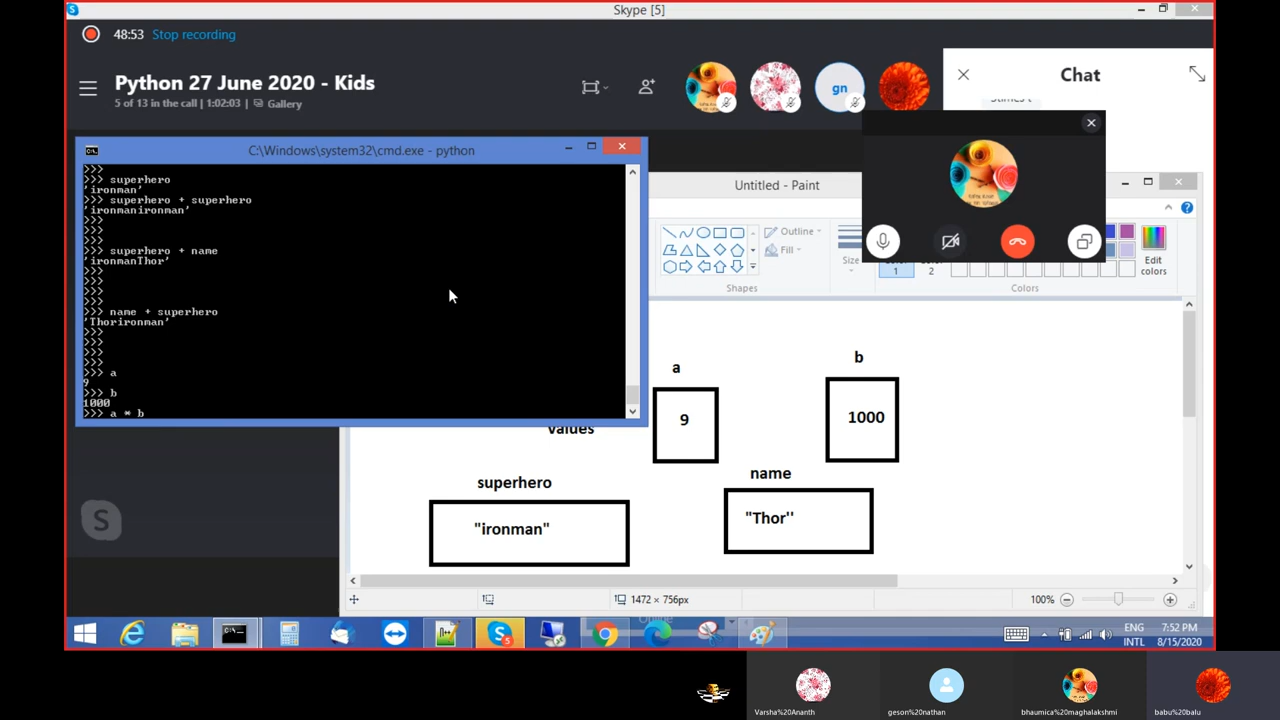 Skype [5]
48:53 Stop recording
Python 27 June 2020 - Kids
5 of 13 in the call | 1:02:03 | Gallery
gn
Chat
C:\Windows\system32\cmd.exe - python
>>>
>>> superhero
'ironman'
>>> superhero + superhero
'ironmanironman'
>>>
>>>
>>>
>>> superhero + name
'ironmanThor'
>>>
>>>
>>>
>>>
>>> name + superhero
'Thorironman'
>>>
>>>
>>>
>>>
>>> a
9
>>> b
1000
>>> a * b
Untitled - Paint
Outline
Fill
Shapes
Size
1
2
Edit
colors
Colors
a
b
9
1000
values
superhero
name
"ironman"
"Thor''
1472 × 756px
100%
ENG
INTL
7:52 PM
8/15/2020
Varsha%20Ananth
geson%20nathan
bhaumica%20maghalakshmi
babu%20balu